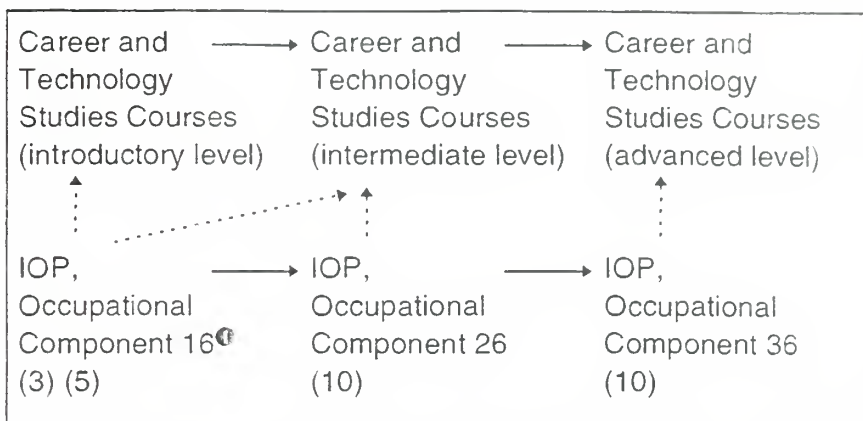 Career and
Technology
Studies Courses
(introductory level)
Career and
Technology
Studies Courses
(intermediate level)
Career and
Technology
Studies Courses
(advanced level)
IOP,
Occupational
Component 16❶
(3) (5)
IOP,
Occupational
Component 26
(10)
IOP,
Occupational
Component 36
(10)